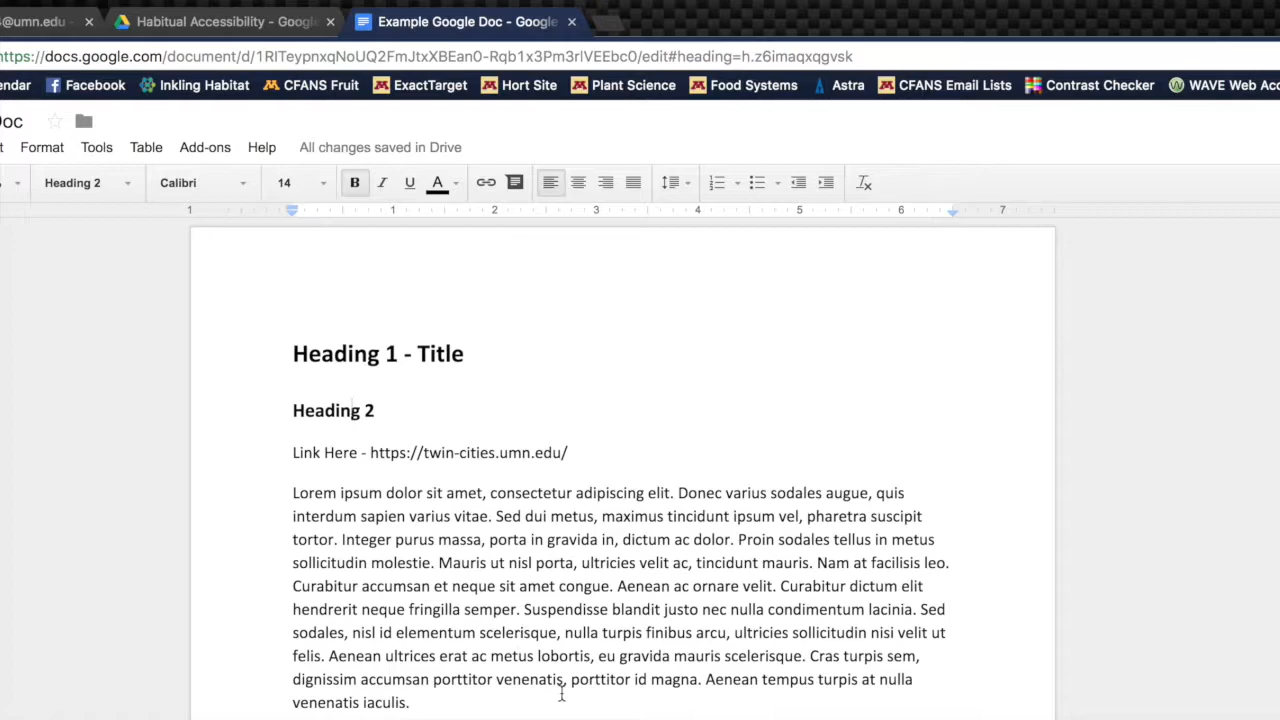 @umn.edu - Habitual Accessibility - Google Example Google Doc - Google
https://docs.google.com/document/d/1RlTeypnxqNoUQ2FmJtxXBEan0-Rqb1x3Pm3rlVEEbc0/edit#heading=h.z6imaqxqgvsk
endar Facebook Inkling Habitat CFANS Fruit ExactTarget Hort Site Plant Science Food Systems Astra CFANS Email Lists Contrast Checker WAVE Web Acc
Doc
t Format Tools Table Add-ons Help All changes saved in Drive
Heading 2 Calibri 14 B I U A
1 1 2 3 4 5 6 7
Heading 1 - Title
Heading 2
Link Here - https://twin-cities.umn.edu/
Lorem ipsum dolor sit amet, consectetur adipiscing elit. Donec varius sodales augue, quis
interdum sapien varius vitae. Sed dui metus, maximus tincidunt ipsum vel, pharetra suscipit
tortor. Integer purus massa, porta in gravida in, dictum ac dolor. Proin sodales tellus in metus
sollicitudin molestie. Mauris ut nisl porta, ultricies velit ac, tincidunt mauris. Nam at facilisis leo.
Curabitur accumsan et neque sit amet congue. Aenean ac ornare velit. Curabitur dictum elit
hendrerit neque fringilla semper. Suspendisse blandit justo nec nulla condimentum lacinia. Sed
sodales, nisl id elementum scelerisque, nulla turpis finibus arcu, ultricies sollicitudin nisi velit ut
felis. Aenean ultrices erat ac metus lobortis, eu gravida mauris scelerisque. Cras turpis sem,
dignissim accumsan porttitor venenatis, porttitor id magna. Aenean tempus turpis at nulla
venenatis iaculis.